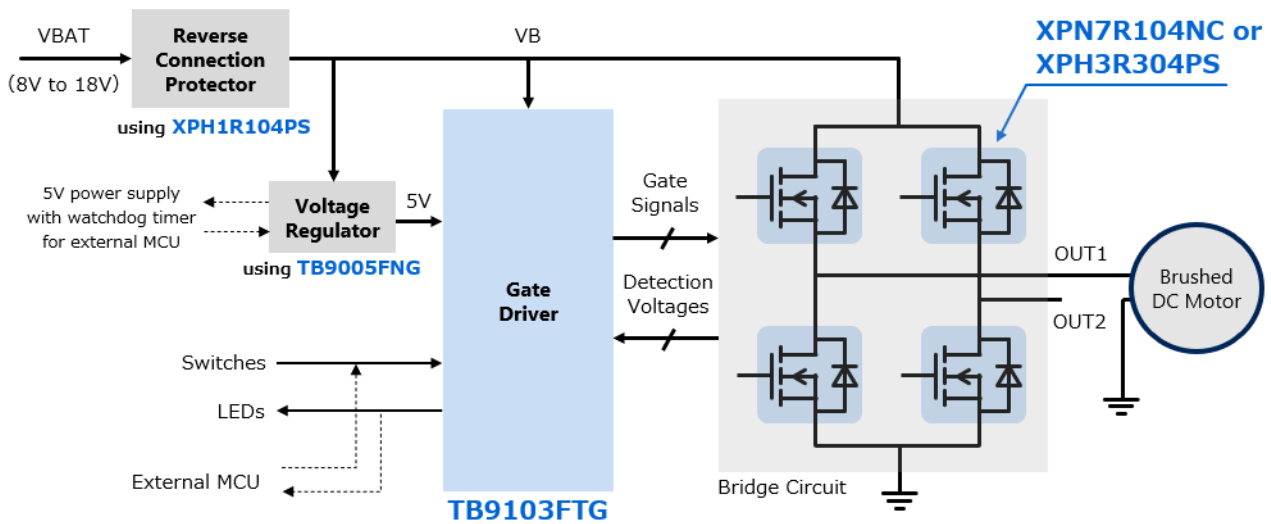 VBAT
(8V to 18V)
Reverse
Connection
Protector
using XPH1R104PS
VB
XPN7R104NC or
XPH3R304PS
5V power supply
with watchdog timer
for external MCU
Voltage
Regulator
using TB9005FNG
5V
Gate
Driver
TB9103FTG
Gate
Signals
Detection
Voltages
OUT1
OUT2
Brushed
DC Motor
Switches
LEDs
External MCU
Bridge Circuit